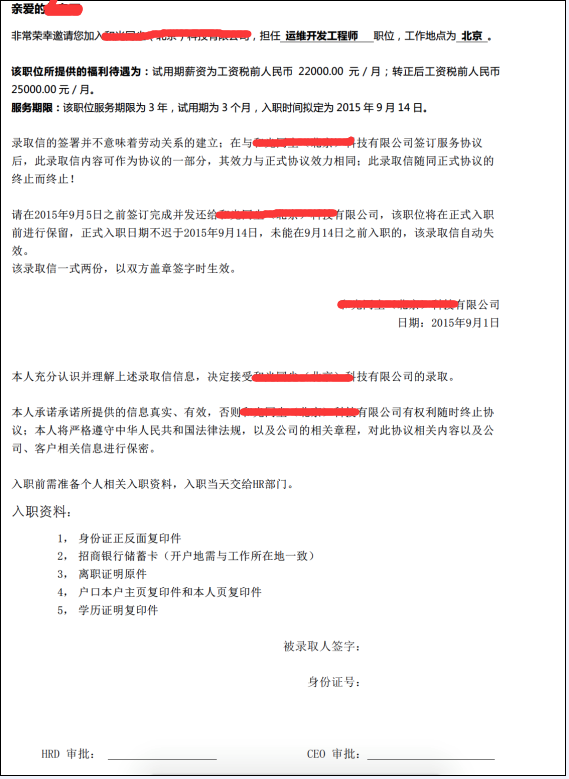 亲爱的
非常荣幸邀请您加入 科技有限公司，担任 运维开发工程师 职位，工作地点为 北京 。
该职位所提供的福利待遇为：试用期薪资为工资税前人民币 22000.00 元 / 月；转正后工资税前人民币
25000.00 元 / 月。
服务期限：该职位服务期限为 3 年，试用期为 3 个月，入职时间拟定为 2015 年 9 月 14 日。
录取信的签署并不意味着劳动关系的建立；在与 科技有限公司签订服务协议
后，此录取信内容可作为协议的一部分，其效力与正式协议效力相同；此录取信随同正式协议的
终止而终止！
请在2015年9月5日之前签订完成并发还给 有限公司，该职位将在正式入职
前进行保留，正式入职日期不迟于2015年9月14日，未能在9月14日之前入职的，该录取信自动失
效。
该录取信一式两份，以双方盖章签字时生效。
有限公司
日期：2015年9月1日
本人充分认识并理解上述录取信信息，决定接受 科技有限公司的录取。
本人承诺承诺所提供的信息真实、有效，否则 有限公司有权利随时终止协
议；本人将严格遵守中华人民共和国法律法规，以及公司的相关章程，对此协议相关内容以及公
司、客户相关信息进行保密。
入职前需准备个人相关入职资料，入职当天交给HR部门。
入职资料：
1， 身份证正反面复印件
2， 招商银行储蓄卡（开户地需与工作所在地一致）
3， 离职证明原件
4， 户口本户主页复印件和本人页复印件
5， 学历证明复印件
被录取人签字：
身份证号：
HRD 审批： CEO 审批：